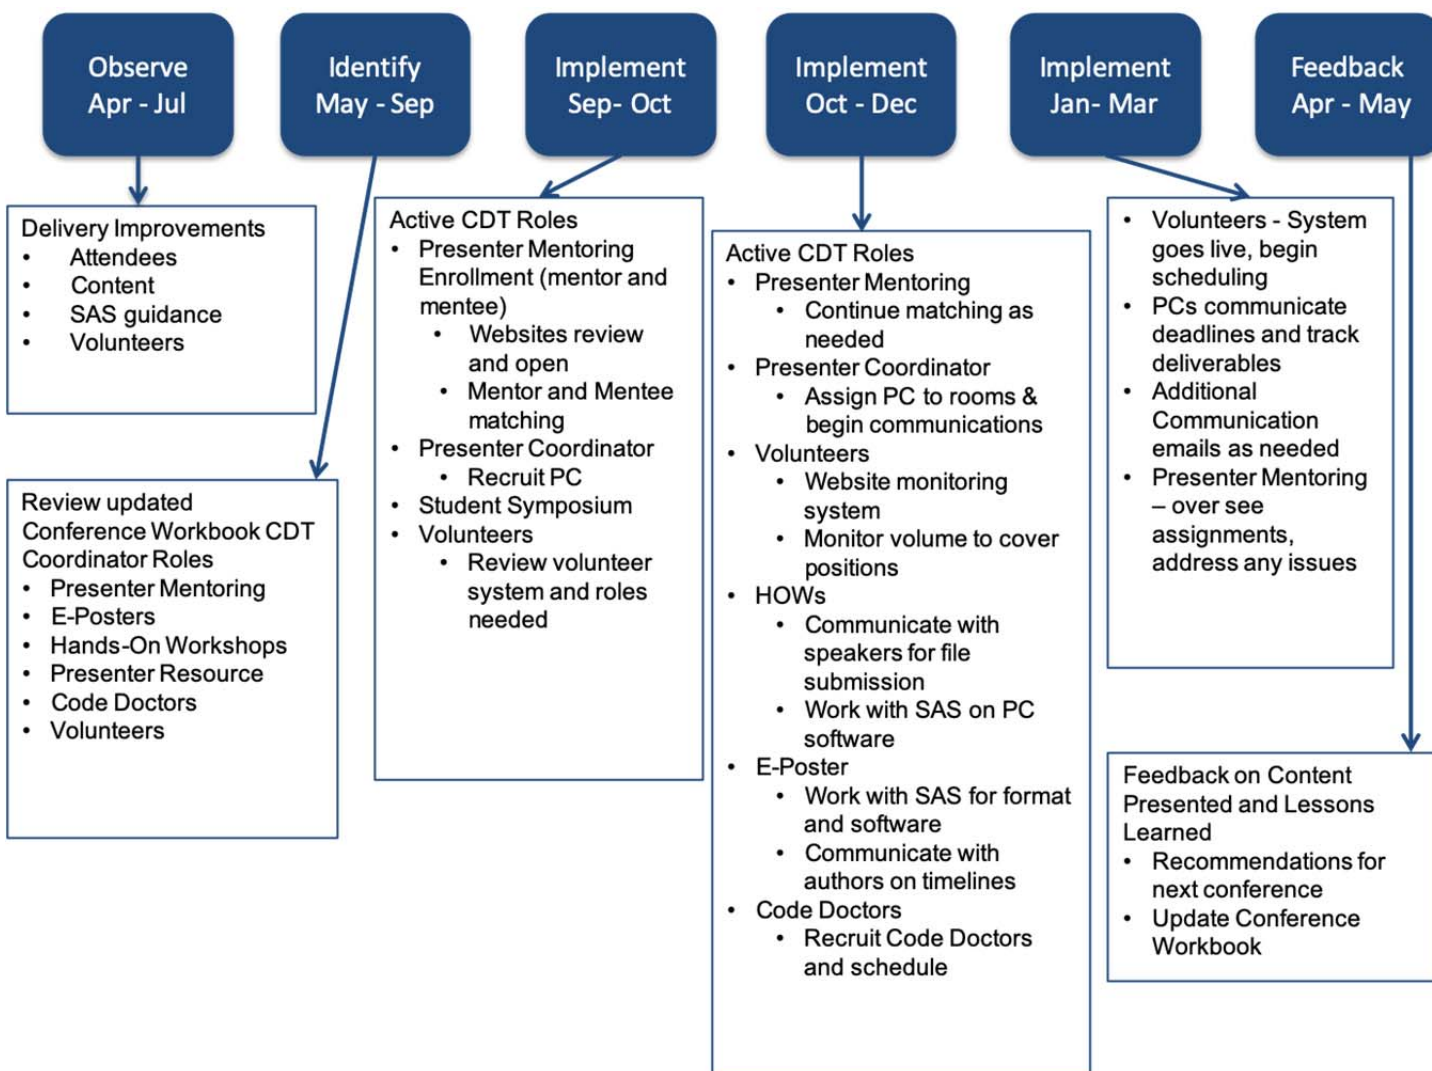 Observe
Apr - Jul
Identify
May - Sep
Implement
Sep- Oct
Implement
Oct - Dec
Implement
Jan- Mar
Feedback
Apr - May
Delivery Improvements
• Attendees
• Content
• SAS guidance
• Volunteers
Review updated
Conference Workbook CDT
Coordinator Roles
• Presenter Mentoring
• E-Posters
• Hands-On Workshops
• Presenter Resource
• Code Doctors
• Volunteers
Active CDT Roles
• Presenter Mentoring
Enrollment (mentor and
mentee)
• Websites review
and open
• Mentor and Mentee
matching
• Presenter Coordinator
• Recruit PC
• Student Symposium
• Volunteers
• Review volunteer
system and roles
needed
Active CDT Roles
• Presenter Mentoring
• Continue matching as
needed
• Presenter Coordinator
• Assign PC to rooms &
begin communications
• Volunteers
• Website monitoring
system
• Monitor volume to cover
positions
• HOWs
• Communicate with
speakers for file
submission
• Work with SAS on PC
software
• E-Poster
• Work with SAS for format
and software
• Communicate with
authors on timelines
• Code Doctors
• Recruit Code Doctors
and schedule
• Volunteers - System
goes live, begin
scheduling
• PCs communicate
deadlines and track
deliverables
• Additional
Communication
emails as needed
• Presenter Mentoring
– over see
assignments,
address any issues
Feedback on Content
Presented and Lessons
Learned
• Recommendations for
next conference
• Update Conference
Workbook